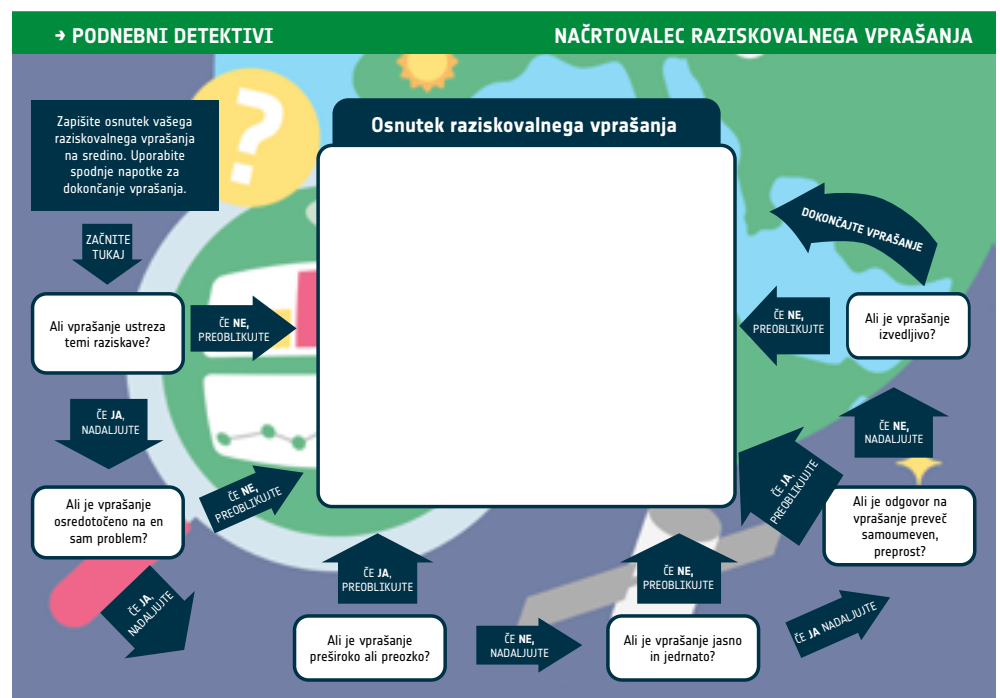 → PODNEBNI DETEKTIVI
NAČRTOVALEC RAZISKOVALNEGA VPRAŠANJA
Zapišite osnutek vašega
raziskovalnega vprašanja
na sredino. Uporabite
spodnje napotke za
dokončanje vprašanja.
Osnutek raziskovalnega vprašanja
ZAČNITE
TUKAJ
Ali vprašanje ustreza
temi raziskave?
ČE NE,
PREOBLIKUJTE
ČE JA,
NADALJUJTE
Ali je vprašanje
osredotočeno na en
sam problem?
ČE NE,
PREOBLIKUJTE
ČE JA,
NADALJUJTE
Ali je vprašanje
preširoko ali preozko?
ČE JA,
PREOBLIKUJTE
ČE NE,
NADALJUJTE
Ali je vprašanje jasno
in jedrnato?
ČE NE,
PREOBLIKUJTE
ČE JA NADALJUJTE
Ali je odgovor na
vprašanje preveč
samoumeven,
preprost?
ČE JA,
PREOBLIKUJTE
ČE NE,
NADALJUJTE
Ali je vprašanje
izvedljivo?
ČE NE,
PREOBLIKUJTE
DOKONČAJTE VPRAŠANJE
?